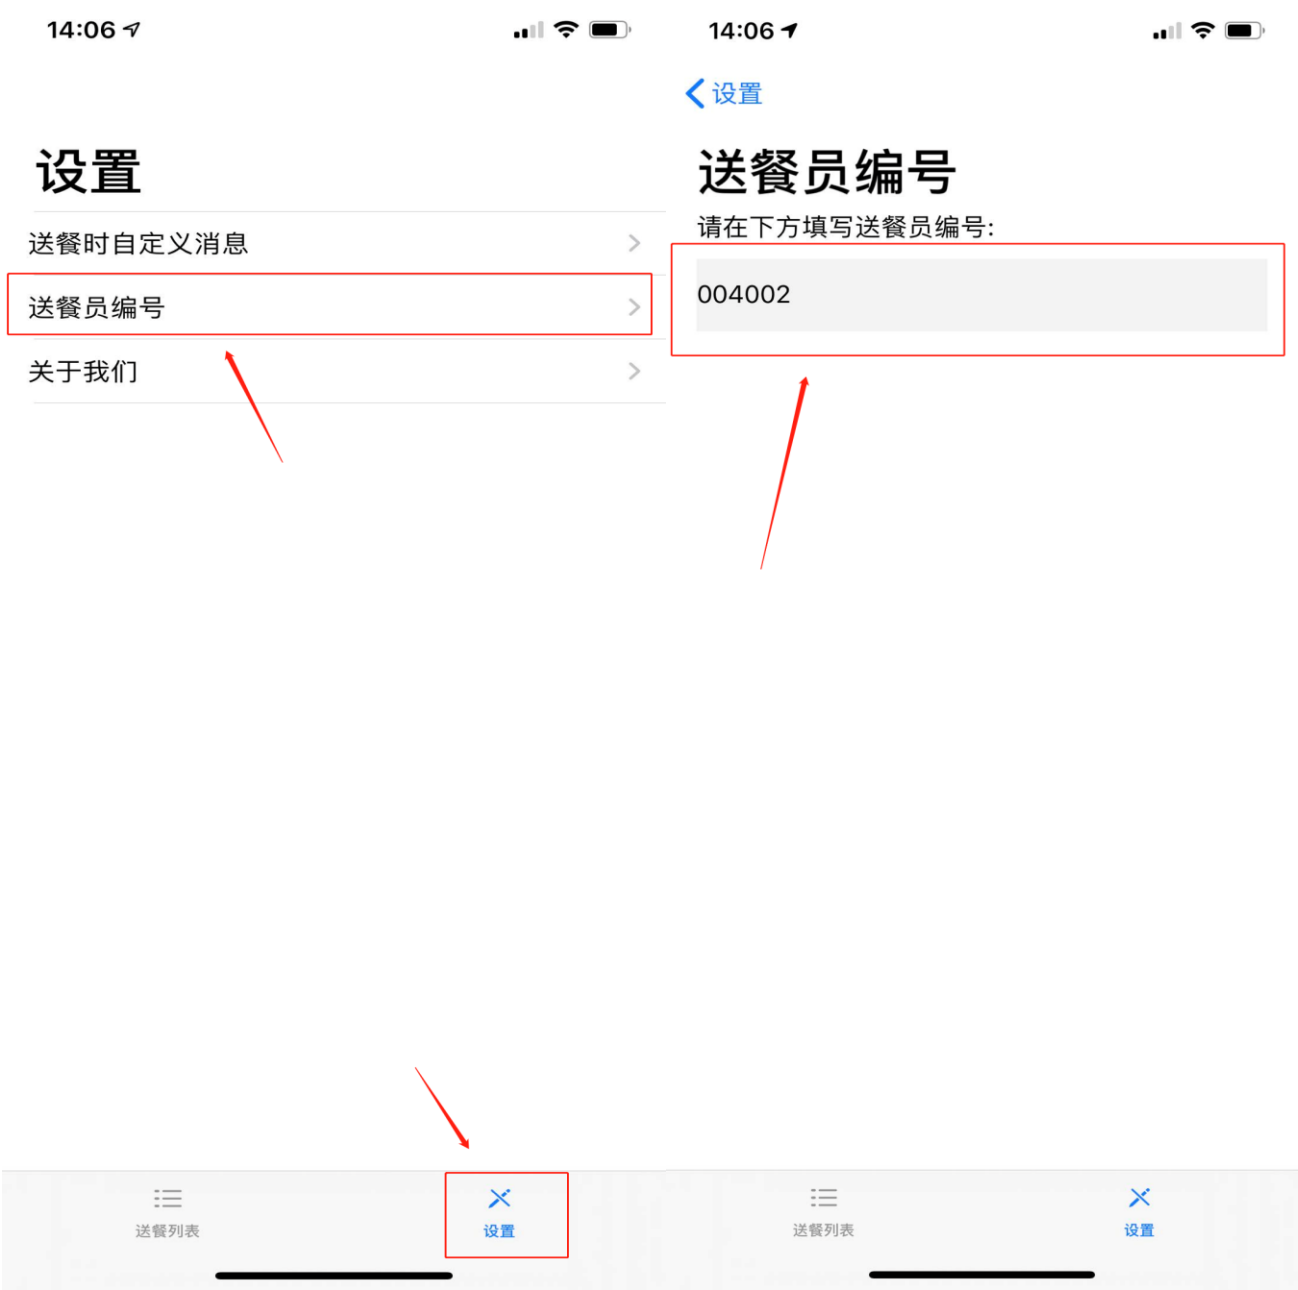 14:06
设置
送餐时自定义消息
送餐员编号
关于我们
送餐列表
设置
14:06
设置
送餐员编号
请在下方填写送餐员编号:
004002
送餐列表
设置